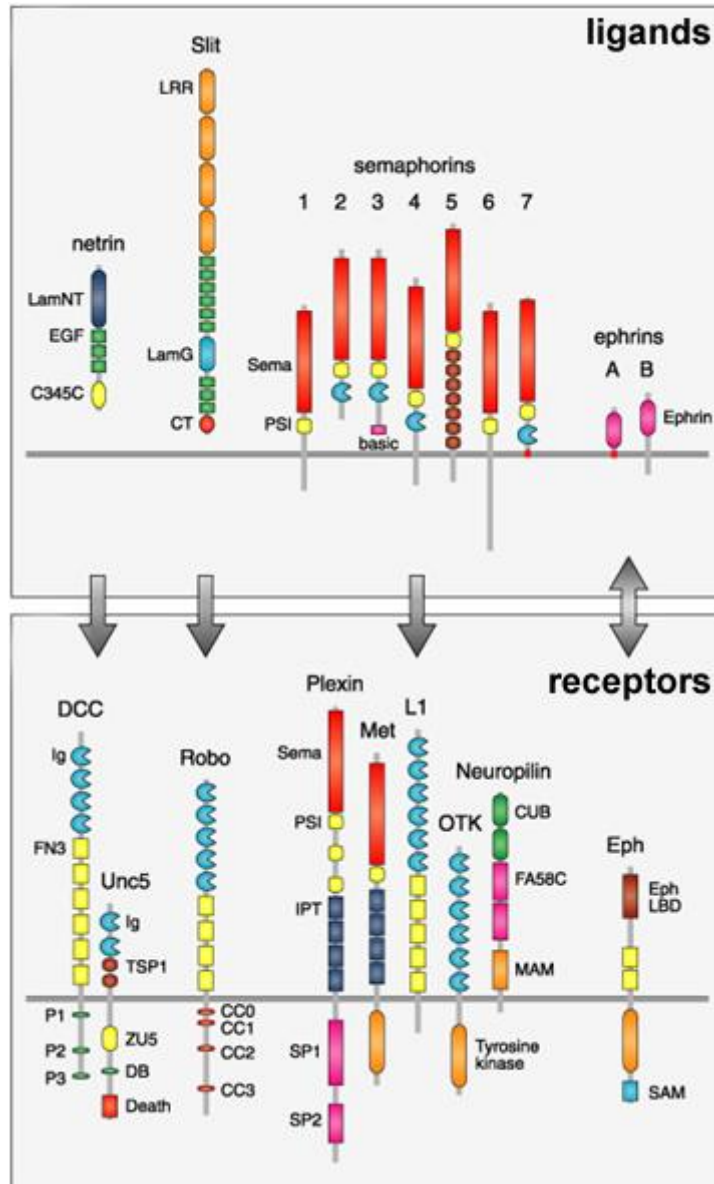 ligands
Slit
LRR
semaphorins
1 2 3 4 5 6 7
netrin
LamNT
EGF
LamG
Sema
ephrins
A B
C345C
CT
PSI
basic
Ephrin
receptors
Plexin
DCC
L1
Ig
Robo
Sema
Met
Neuropilin
CUB
PSI
OTK
FN3
Eph
Unc5
FA58C
Eph
LBD
Ig
IPT
TSP1
MAM
P1
CC0
CC1
ZU5
SP1
P2
CC2
Tyrosine
kinase
DB
P3
CC3
SAM
Death
SP2